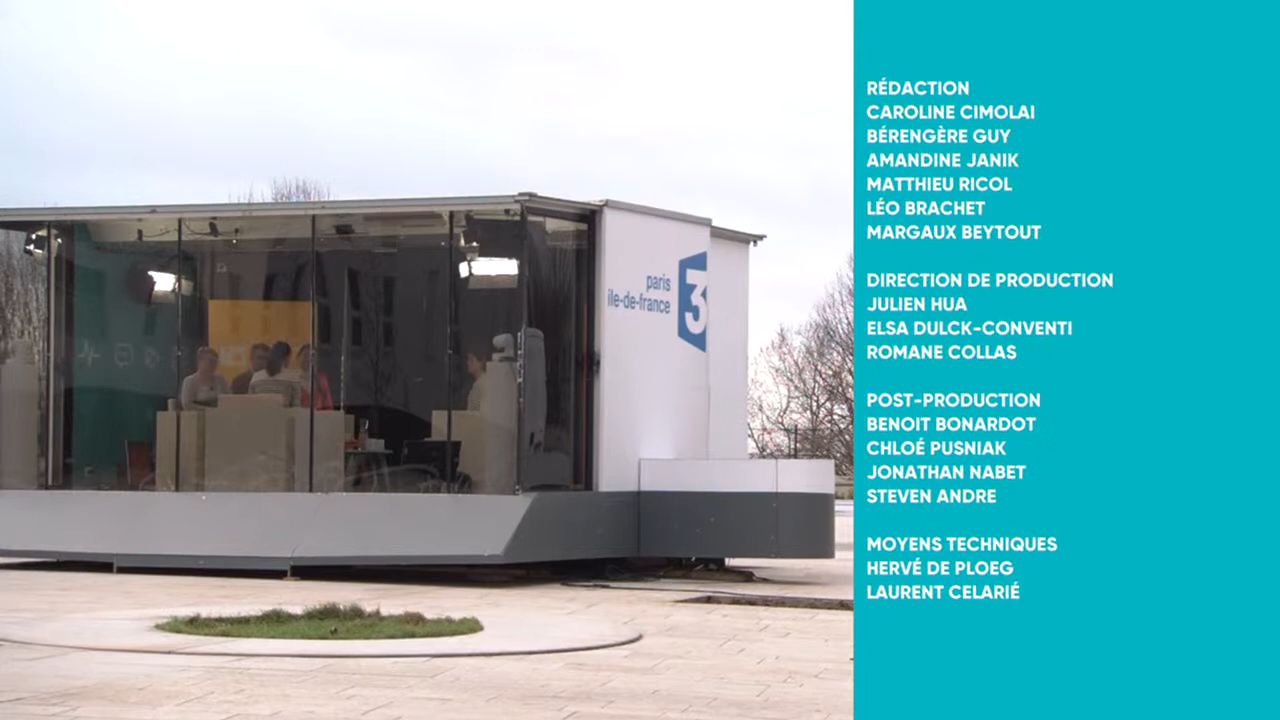 paris
île-de-france
3
RÉDACTION
CAROLINE CIMOLAI
BÉRENGÈRE GUY
AMANDINE JANIK
MATTHIEU RICOL
LÉO BRACHET
MARGAUX BEYTOUT
DIRECTION DE PRODUCTION
JULIEN HUA
ELSA DULCK-CONVENTI
ROMANE COLLAS
POST-PRODUCTION
BENOIT BONARDOT
CHLOÉ PUSNIAK
JONATHAN NABET
STEVEN ANDRE
MOYENS TECHNIQUES
HERVÉ DE PLOEG
LAURENT CELARIÉ